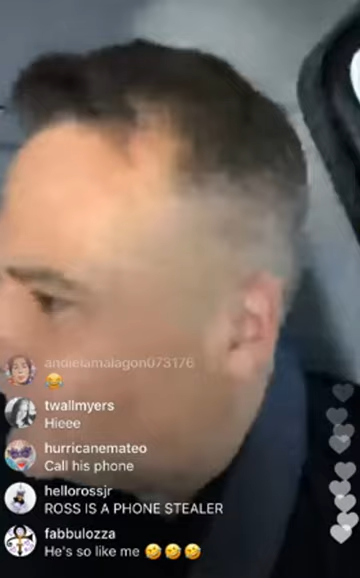 andielamalagon073176
😂
twallmyers
Hieee
hurricanemateo
Call his phone
hellorossjr
ROSS IS A PHONE STEALER
fabbulozza
He's so like me 🤣🤣🤣